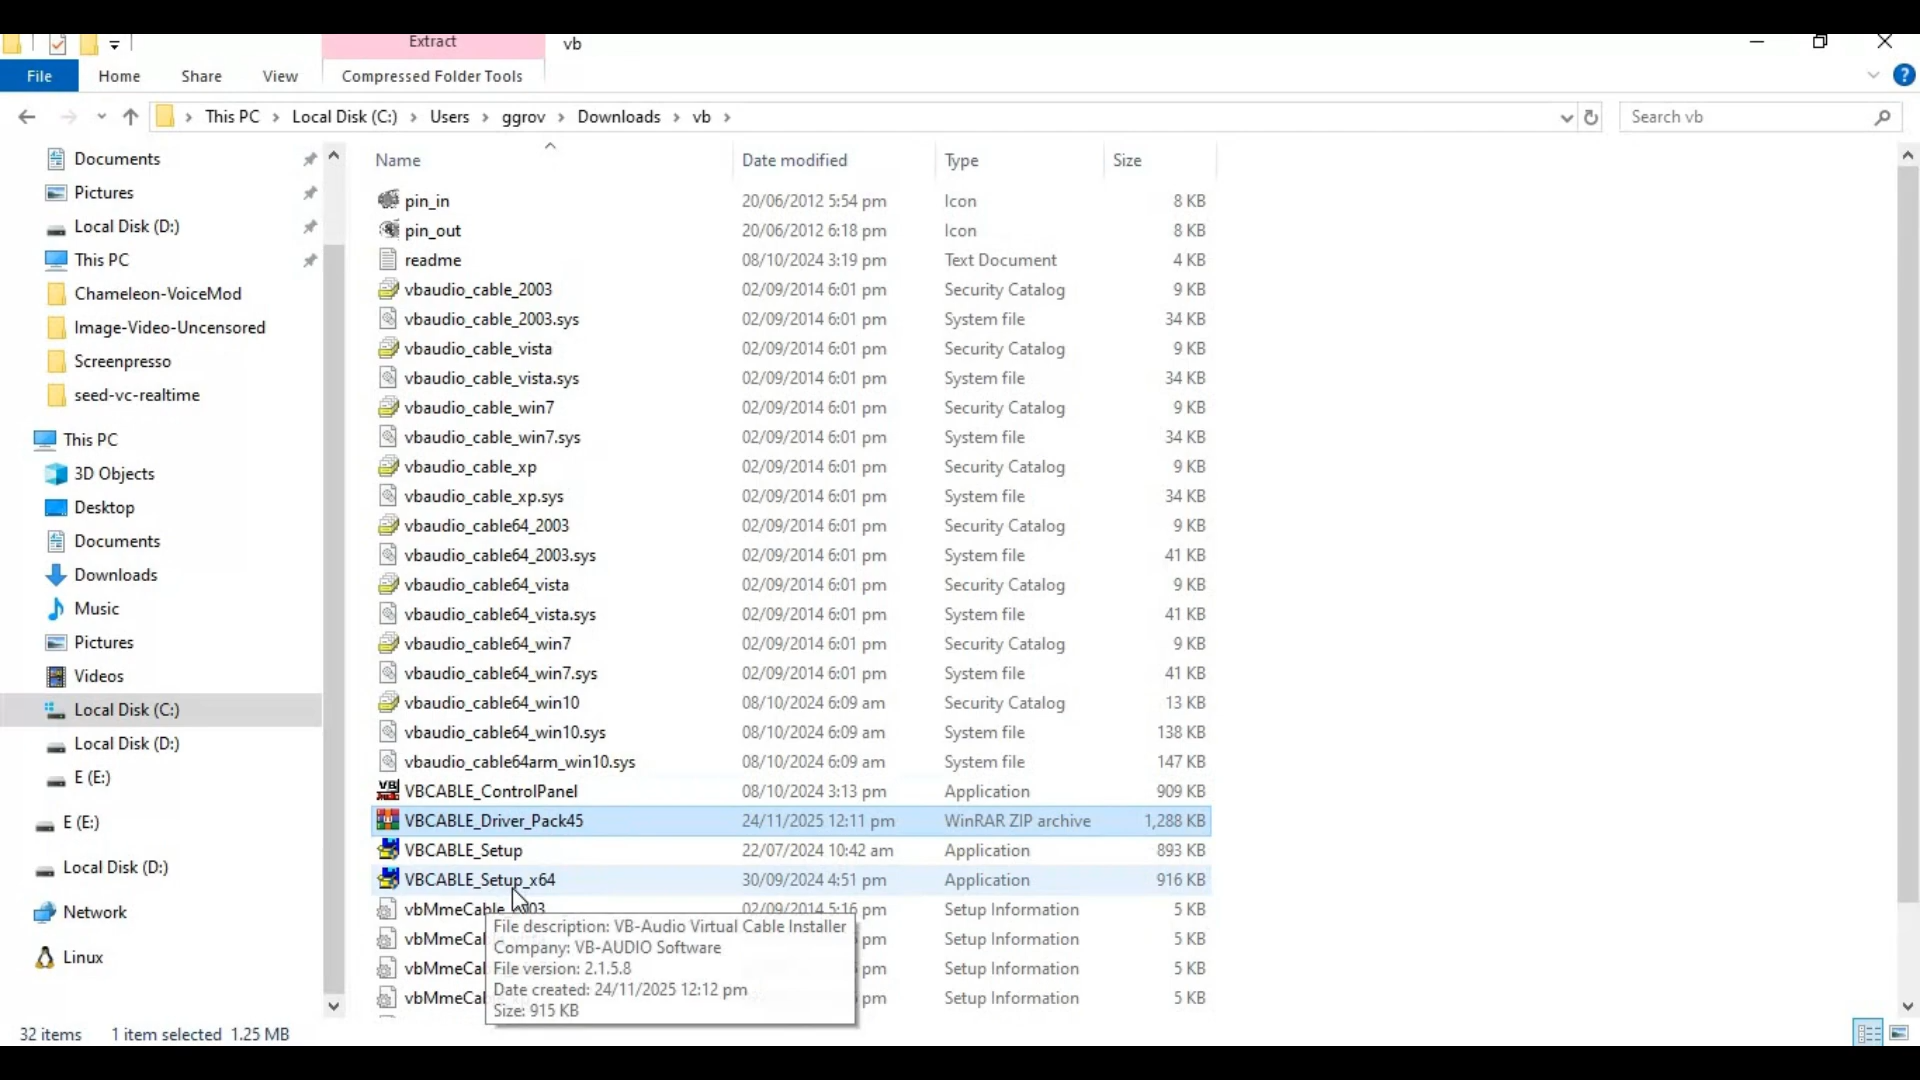 Extract
vb
File
Home
Share
View
Compressed Folder Tools
This PC
Local Disk (C:)
Users
ggrov
Downloads
vb
Search vb
Documents
Pictures
Local Disk (D:)
This PC
Chameleon-VoiceMod
Image-Video-Uncensored
Screenpresso
seed-vc-realtime
This PC
3D Objects
Desktop
Documents
Downloads
Music
Pictures
Videos
Local Disk (C:)
Local Disk (D:)
E (E:)
E (E:)
Local Disk (D:)
Network
Linux
Name Date modified Type Size
pin_in 20/06/2012 5:54 pm Icon 8 KB
pin_out 20/06/2012 6:18 pm Icon 8 KB
readme 08/10/2024 3:19 pm Text Document 4 KB
vbaudio_cable_2003 02/09/2014 6:01 pm Security Catalog 9 KB
vbaudio_cable_2003.sys 02/09/2014 6:01 pm System file 34 KB
vbaudio_cable_vista 02/09/2014 6:01 pm Security Catalog 9 KB
vbaudio_cable_vista.sys 02/09/2014 6:01 pm System file 34 KB
vbaudio_cable_win7 02/09/2014 6:01 pm Security Catalog 9 KB
vbaudio_cable_win7.sys 02/09/2014 6:01 pm System file 34 KB
vbaudio_cable_xp 02/09/2014 6:01 pm Security Catalog 9 KB
vbaudio_cable_xp.sys 02/09/2014 6:01 pm System file 34 KB
vbaudio_cable64_2003 02/09/2014 6:01 pm Security Catalog 9 KB
vbaudio_cable64_2003.sys 02/09/2014 6:01 pm System file 41 KB
vbaudio_cable64_vista 02/09/2014 6:01 pm Security Catalog 9 KB
vbaudio_cable64_vista.sys 02/09/2014 6:01 pm System file 41 KB
vbaudio_cable64_win7 02/09/2014 6:01 pm Security Catalog 9 KB
vbaudio_cable64_win7.sys 02/09/2014 6:01 pm System file 41 KB
vbaudio_cable64_win10 08/10/2024 6:09 am Security Catalog 13 KB
vbaudio_cable64_win10.sys 08/10/2024 6:09 am System file 138 KB
vbaudio_cable64arm_win10.sys 08/10/2024 6:09 am System file 147 KB
VBCABLE_ControlPanel 08/10/2024 3:13 pm Application 909 KB
VBCABLE_Driver_Pack45 24/11/2025 12:11 pm WinRAR ZIP archive 1,288 KB
VBCABLE_Setup 22/07/2024 10:42 am Application 893 KB
VBCABLE_Setup_x64 30/09/2024 4:51 pm Application 916 KB
vbMmeCable 02/09/2014 5:16 pm Setup Information 5 KB
vbMmeCal pm Setup Information 5 KB
vbMmeCal pm Setup Information 5 KB
vbMmeCal pm Setup Information 5 KB
File description: VB-Audio Virtual Cable Installer
Company: VB-AUDIO Software
File version: 2.1.5.8
Date created: 24/11/2025 12:12 pm
Size: 915 KB
32 items 1 item selected 1.25 MB